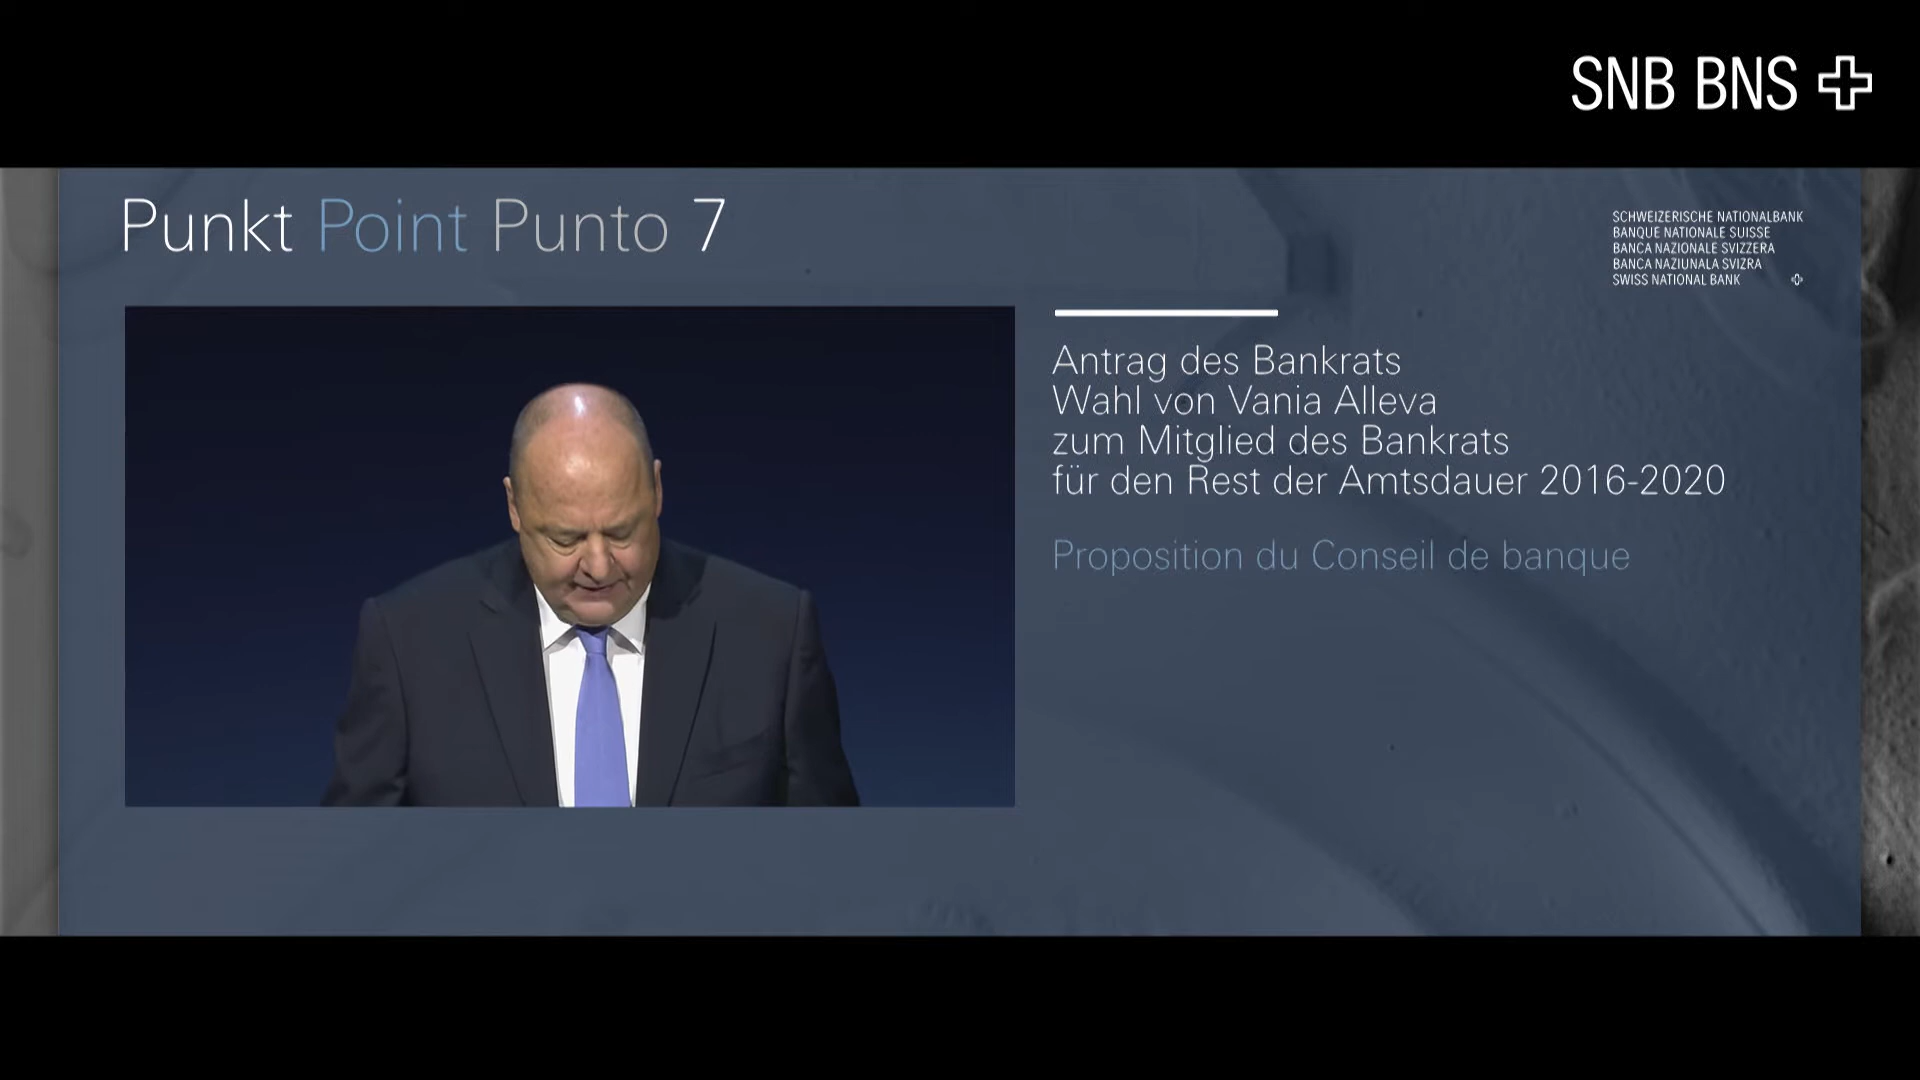 SNB BNS
Punkt Point Punto 7
SCHWEIZERISCHE NATIONALBANK
BANQUE NATIONALE SUISSE
BANCA NAZIONALE SVIZZERA
BANCA NAZIUNALA SVIZRA
SWISS NATIONAL BANK
Antrag des Bankrats
Wahl von Vania Alleva
zum Mitglied des Bankrats
für den Rest der Amtsdauer 2016-2020
Proposition du Conseil de banque